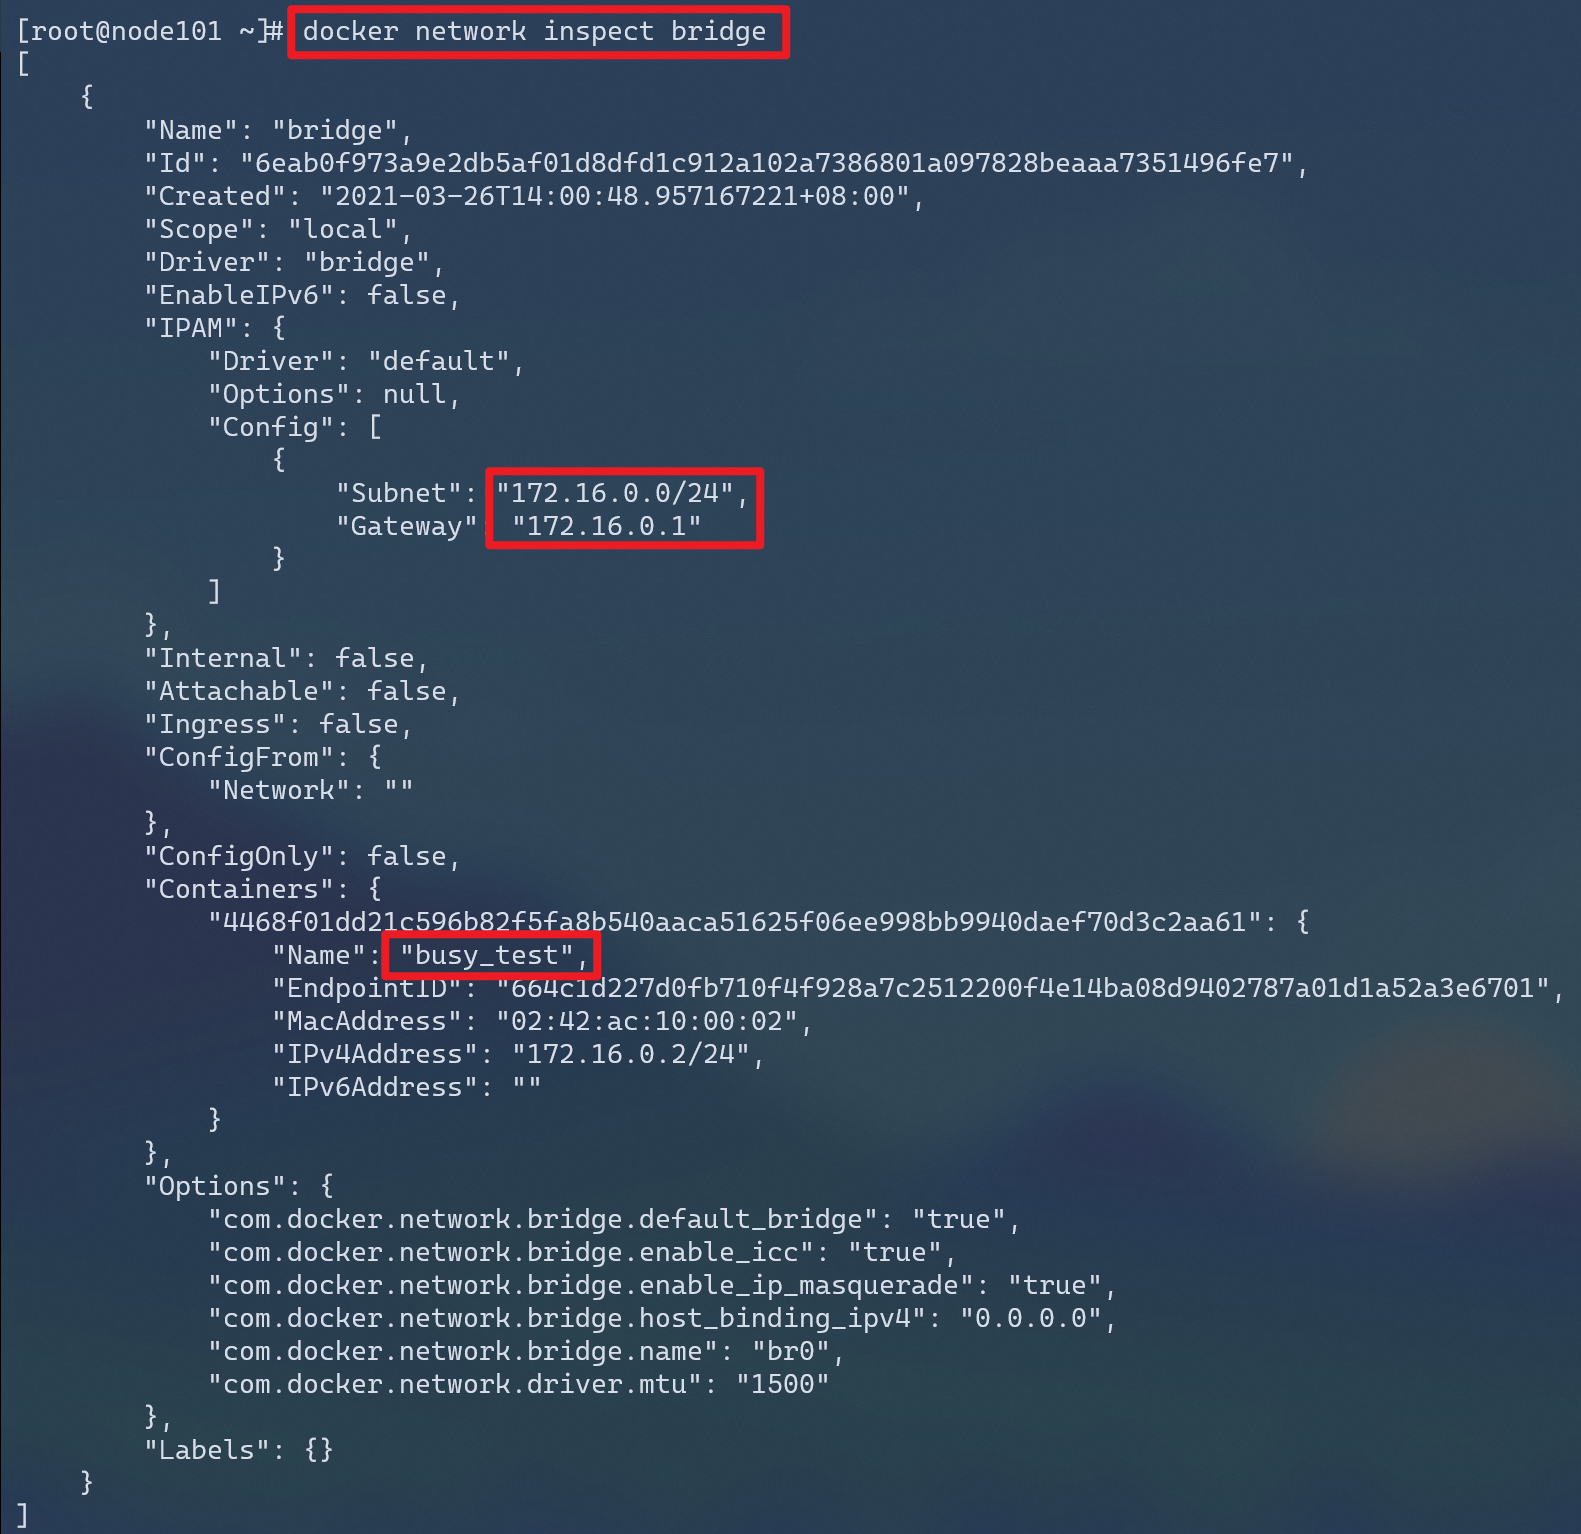 [root@node101 ~]# docker network inspect bridge
[
    {
        "Name": "bridge",
        "Id": "6eab0f973a9e2db5af01d8dfd1c912a102a7386801a097828beaaa7351496fe7",
        "Created": "2021-03-26T14:00:48.957167221+08:00",
        "Scope": "local",
        "Driver": "bridge",
        "EnableIPv6": false,
        "IPAM": {
            "Driver": "default",
            "Options": null,
            "Config": [
                {
                    "Subnet": "172.16.0.0/24",
                    "Gateway": "172.16.0.1"
                }
            ]
        },
        "Internal": false,
        "Attachable": false,
        "Ingress": false,
        "ConfigFrom": {
            "Network": ""
        },
        "ConfigOnly": false,
        "Containers": {
            "4468f01dd21c596b82f5fa8b540aaca51625f06ee998bb9940daef70d3c2aa61": {
                "Name": "busy_test",
                "EndpointID": "664c1d227d0fb710f4f928a7c2512200f4e14ba08d9402787a01d1a52a3e6701",
                "MacAddress": "02:42:ac:10:00:02",
                "IPv4Address": "172.16.0.2/24",
                "IPv6Address": ""
            }
        },
        "Options": {
            "com.docker.network.bridge.default_bridge": "true",
            "com.docker.network.bridge.enable_icc": "true",
            "com.docker.network.bridge.enable_ip_masquerade": "true",
            "com.docker.network.bridge.host_binding_ipv4": "0.0.0.0",
            "com.docker.network.bridge.name": "br0",
            "com.docker.network.driver.mtu": "1500"
        },
        "Labels": {}
    }
]